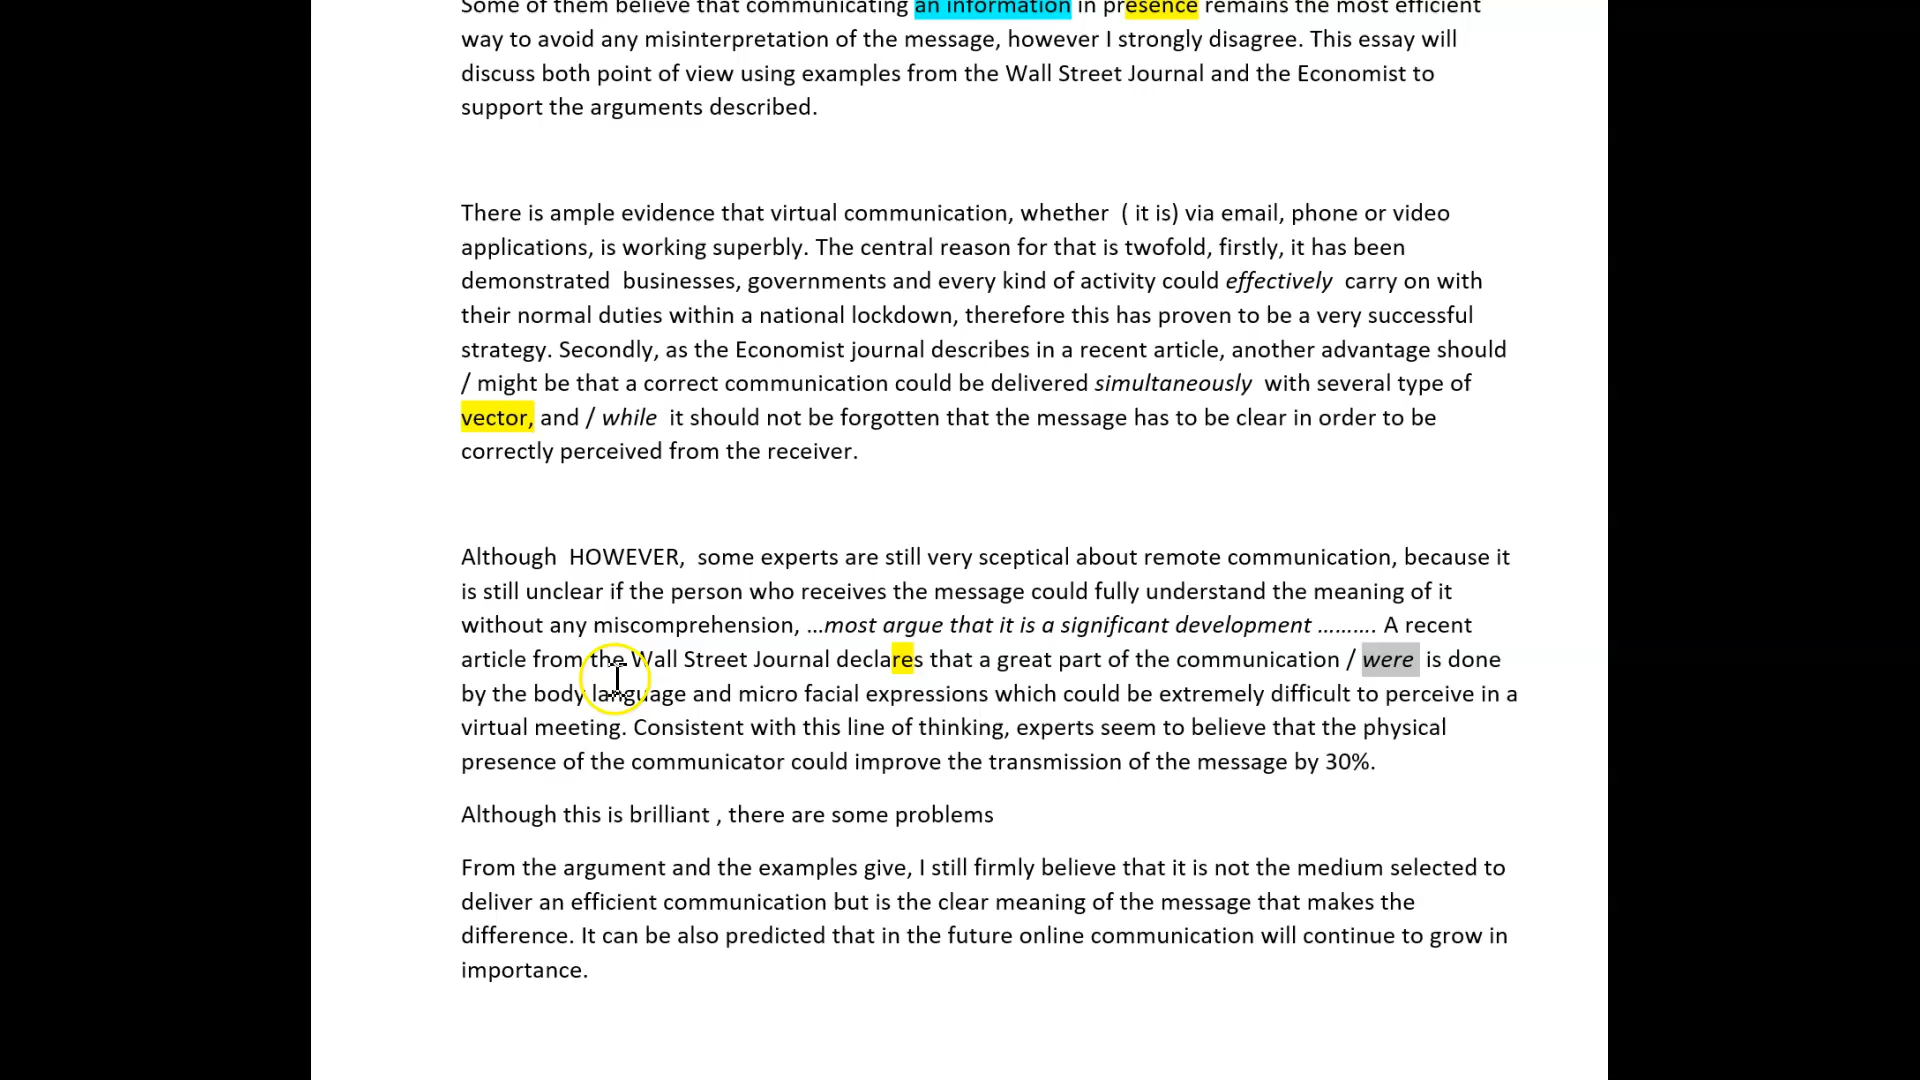 Some of them believe that communicating an information in presence remains the most efficient
way to avoid any misinterpretation of the message, however I strongly disagree. This essay will
discuss both point of view using examples from the Wall Street Journal and the Economist to
support the arguments described.
There is ample evidence that virtual communication, whether  ( it is) via email, phone or video
applications, is working superbly. The central reason for that is twofold, firstly, it has been
demonstrated  businesses, governments and every kind of activity could effectively  carry on with
their normal duties within a national lockdown, therefore this has proven to be a very successful
strategy. Secondly, as the Economist journal describes in a recent article, another advantage should
/ might be that a correct communication could be delivered simultaneously  with several type of
vector, and / while  it should not be forgotten that the message has to be clear in order to be
correctly perceived from the receiver.
Although  HOWEVER,  some experts are still very sceptical about remote communication, because it
is still unclear if the person who receives the message could fully understand the meaning of it
without any miscomprehension, …most argue that it is a significant development ………. A recent
article from the Wall Street Journal declares that a great part of the communication / were  is done
by the body language and micro facial expressions which could be extremely difficult to perceive in a
virtual meeting. Consistent with this line of thinking, experts seem to believe that the physical
presence of the communicator could improve the transmission of the message by 30%.
Although this is brilliant , there are some problems
From the argument and the examples give, I still firmly believe that it is not the medium selected to
deliver an efficient communication but is the clear meaning of the message that makes the
difference. It can be also predicted that in the future online communication will continue to grow in
importance.